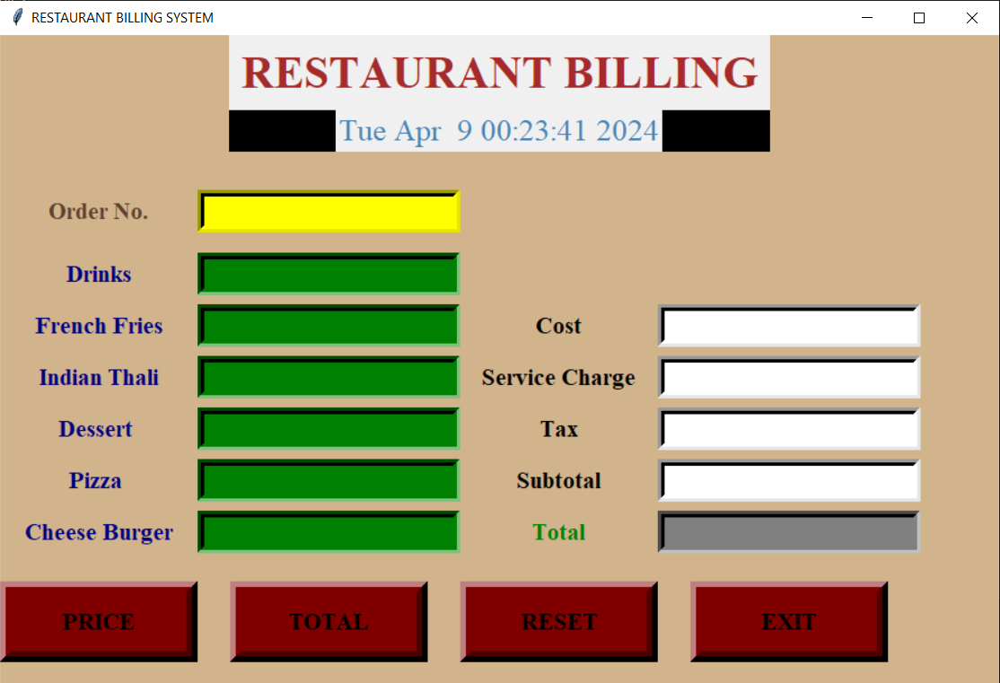 RESTAURANT BILLING SYSTEM
RESTAURANT BILLING
Tue Apr  9 00:23:41 2024
Order No.
Drinks
French Fries
Cost
Indian Thali
Service Charge
Dessert
Tax
Pizza
Subtotal
Cheese Burger
Total
PRICE
TOTAL
RESET
EXIT